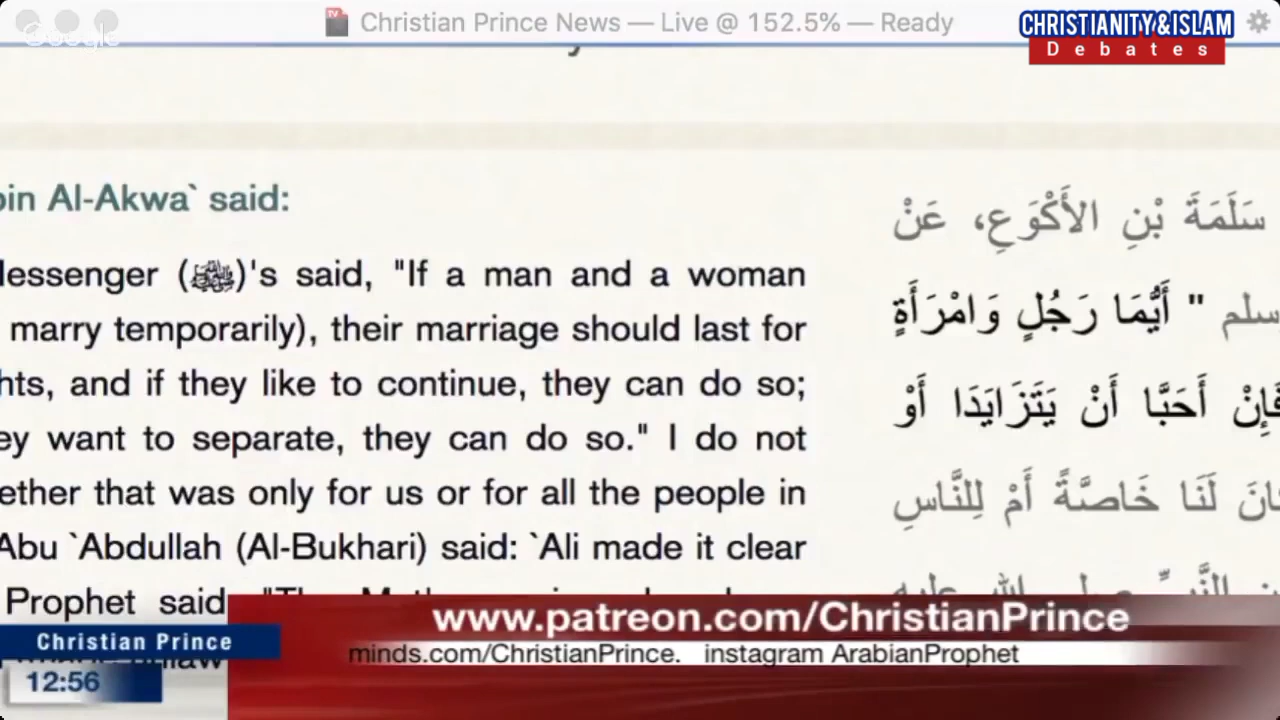 Christian Prince News — Live @ 152.5% — Ready
CHRISTIANITY & ISLAM
Debates
Google
bin Al-Akwa` said:
سَلَمَةَ بْنِ الأَكْوَعِ، عَنْ
Messenger (ﷺ)'s said, "If a man and a woman
سلم " أَيُّمَا رَجُلٍ وَامْرَأَةٍ
marry temporarily), their marriage should last for
hts, and if they like to continue, they can do so;
فَإِنْ أَحَبَّا أَنْ يَتَزَايَدَا أَوْ
ey want to separate, they can do so." I do not
ether that was only for us or for all the people in
انَ لَنَا خَاصَّةً أَمْ لِلنَّاسِ
Abu `Abdullah (Al-Bukhari) said: `Ali made it clear
Prophet said
www.patreon.com/ChristianPrince
Christian Prince
minds.com/ChristianPrince. instagram ArabianProphet
12:56